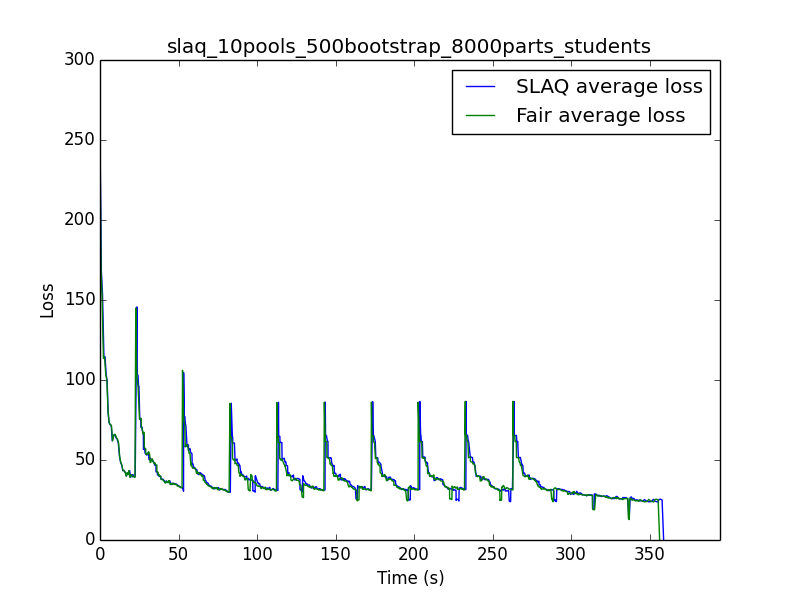 slaq_10pools_500bootstrap_8000parts_students
300
250
200
150
100
50
0
Loss
SLAQ average loss
Fair average loss
0 50 100 150 200 250 300 350
Time (s)